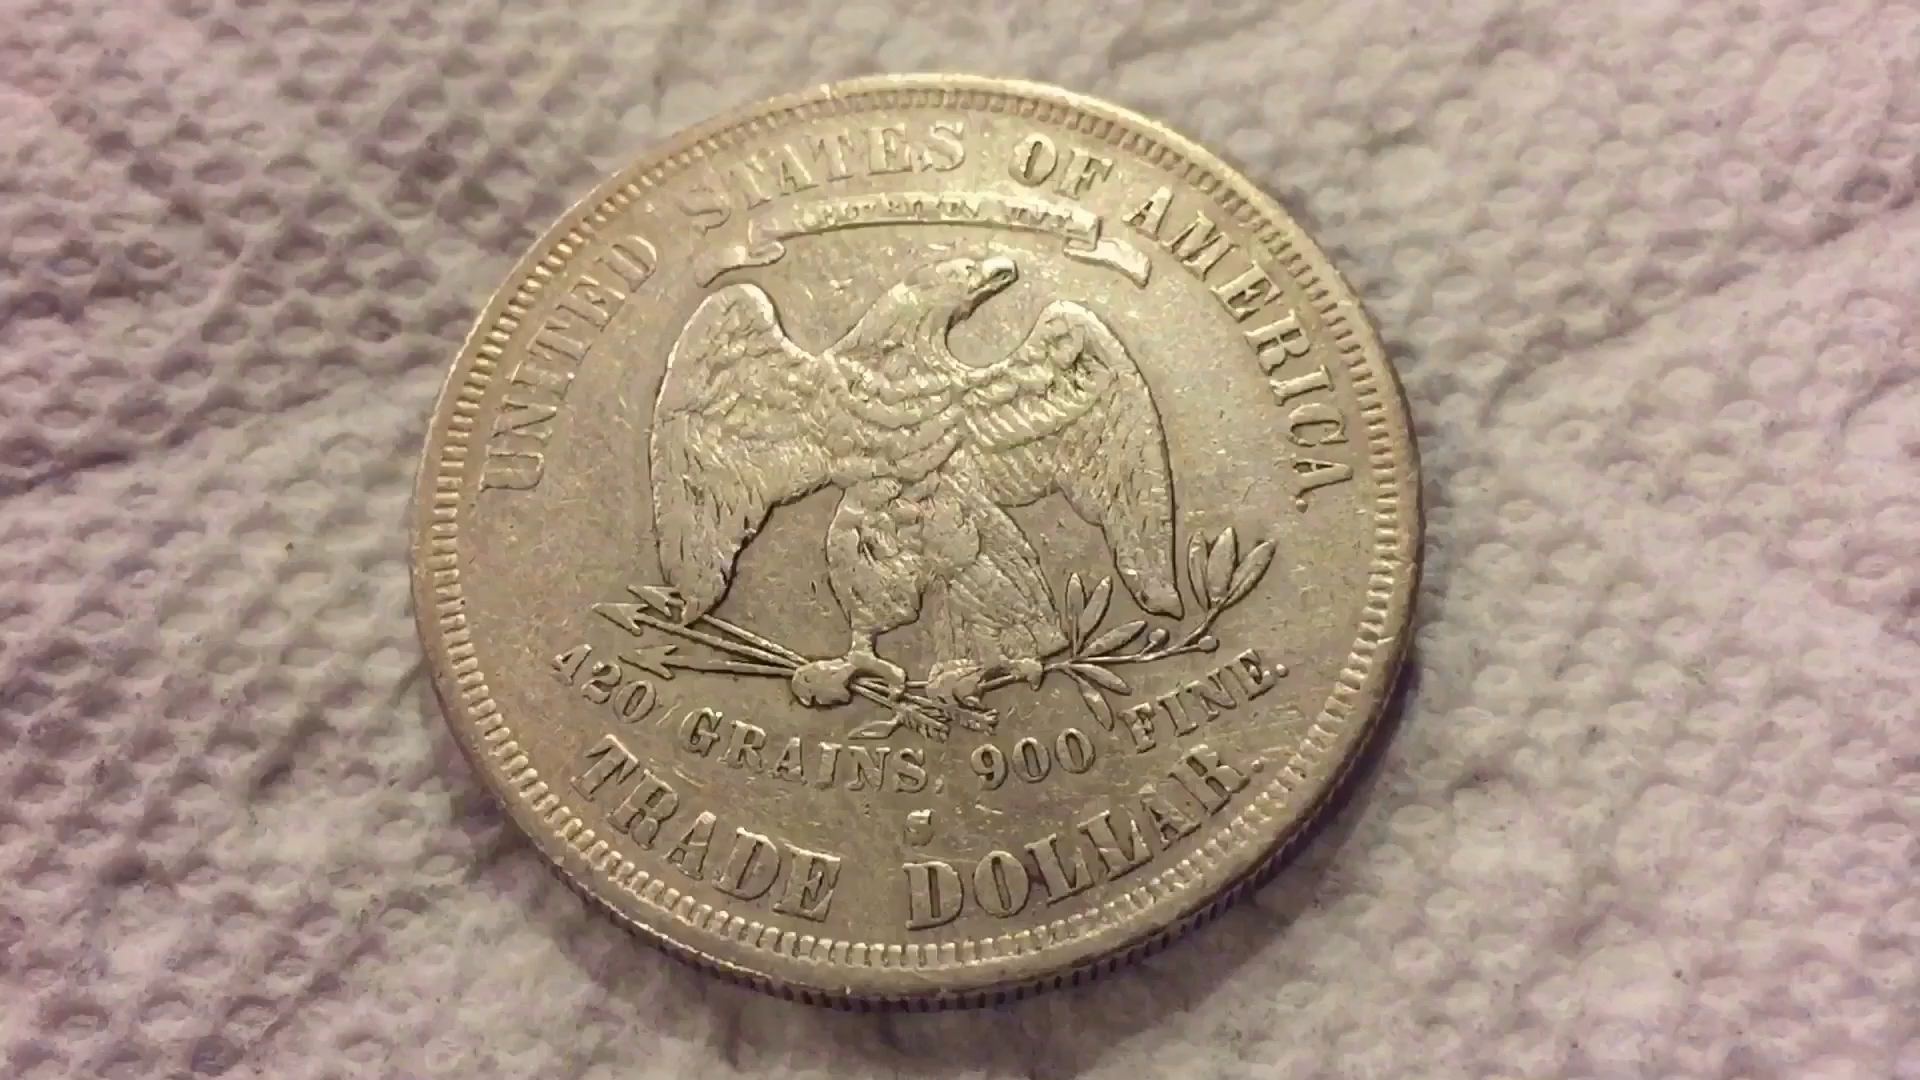 UNITED STATES OF AMERICA.
420 GRAINS, 900 FINE.
S
TRADE DOLLAR.